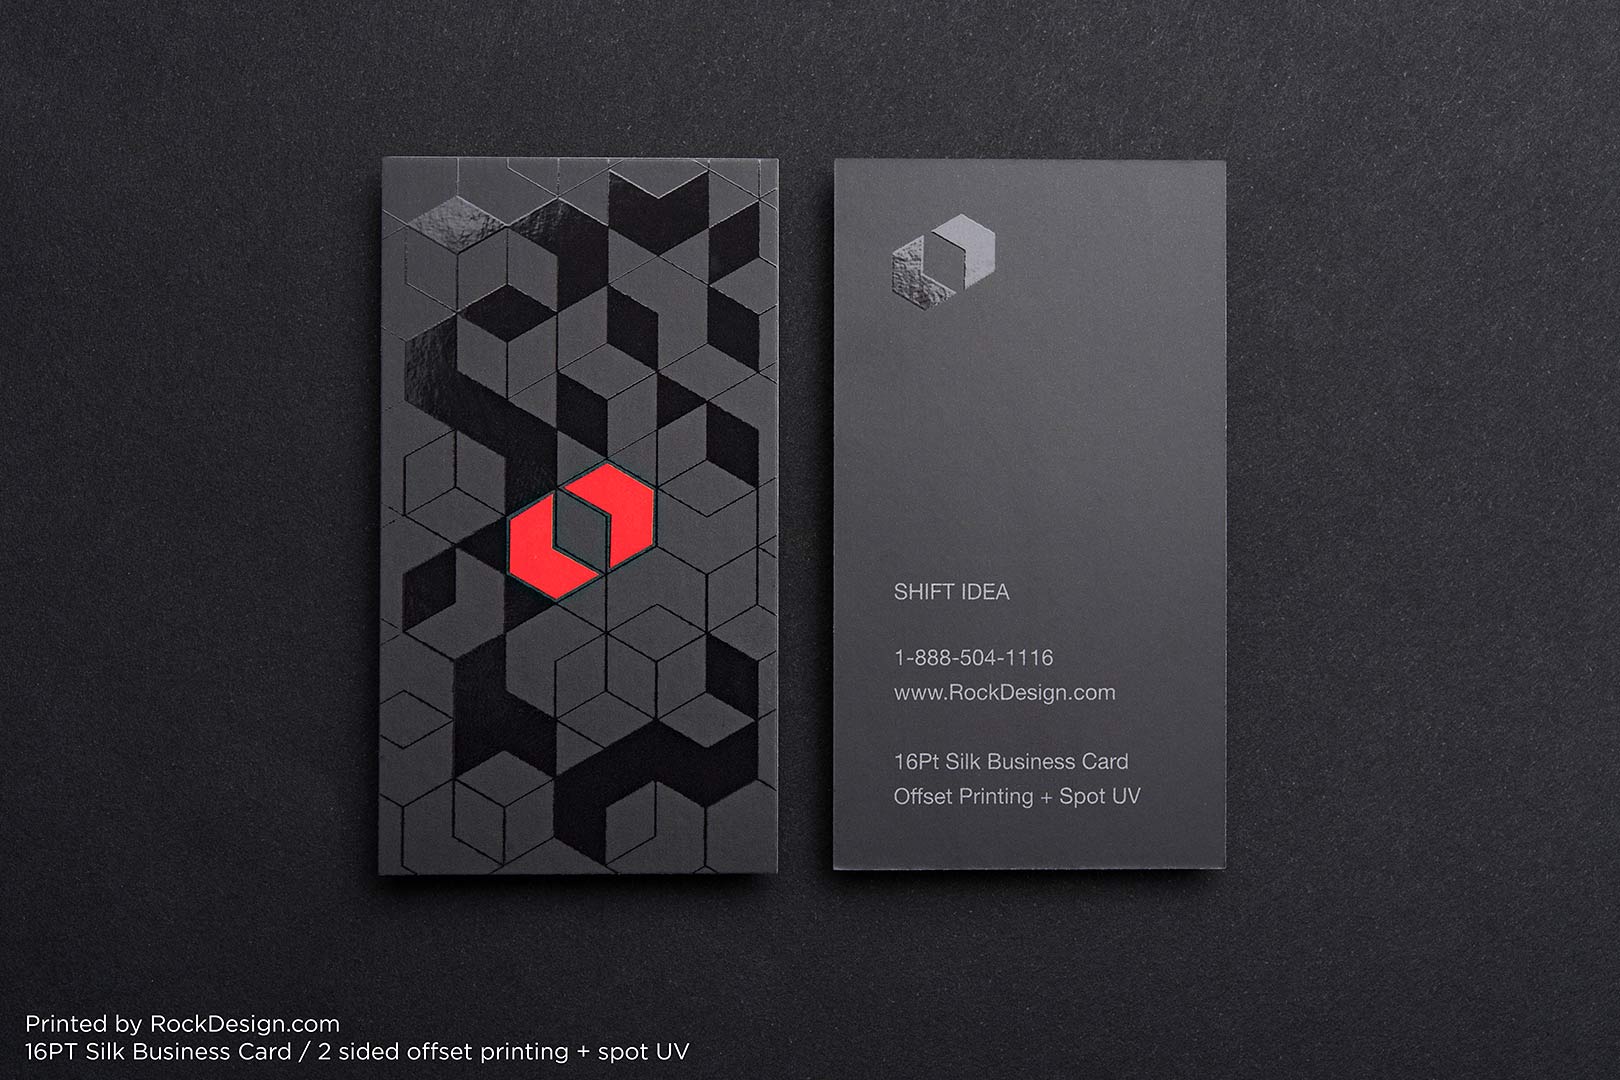 SHIFT IDEA
1-888-504-1116
www.RockDesign.com
16Pt Silk Business Card
Offset Printing + Spot UV
Printed by RockDesign.com
16PT Silk Business Card / 2 sided offset printing + spot UV